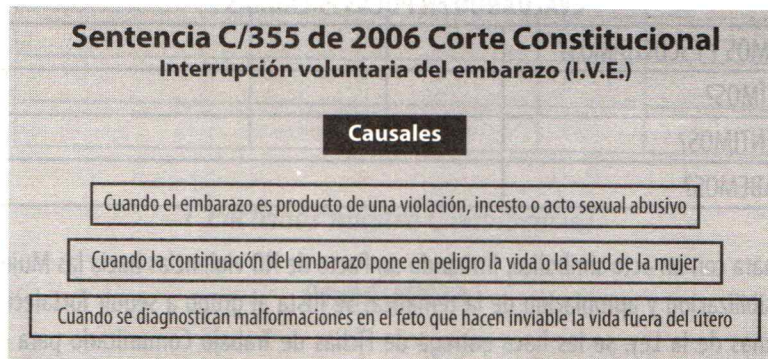 Sentencia C/355 de 2006 Corte Constitucional
Interrupción voluntaria del embarazo (I.V.E.)
Causales
Cuando el embarazo es producto de una violación, incesto o acto sexual abusivo
Cuando la continuación del embarazo pone en peligro la vida o la salud de la mujer
Cuando se diagnostican malformaciones en el feto que hacen inviable la vida fuera del útero